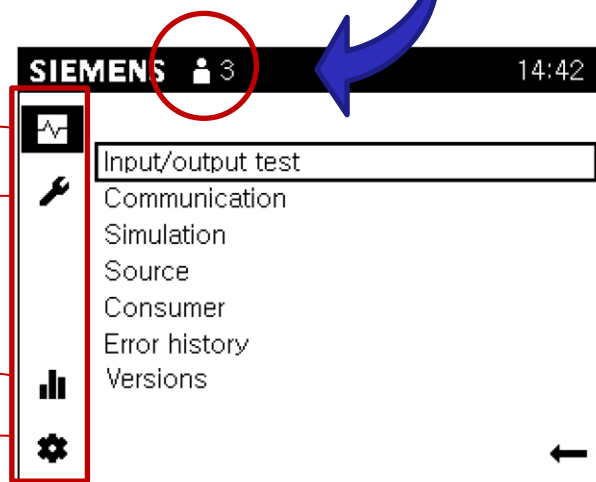 SIEMENS 3 14:42
Input/output test
Communication
Simulation
Source
Consumer
Error history
Versions